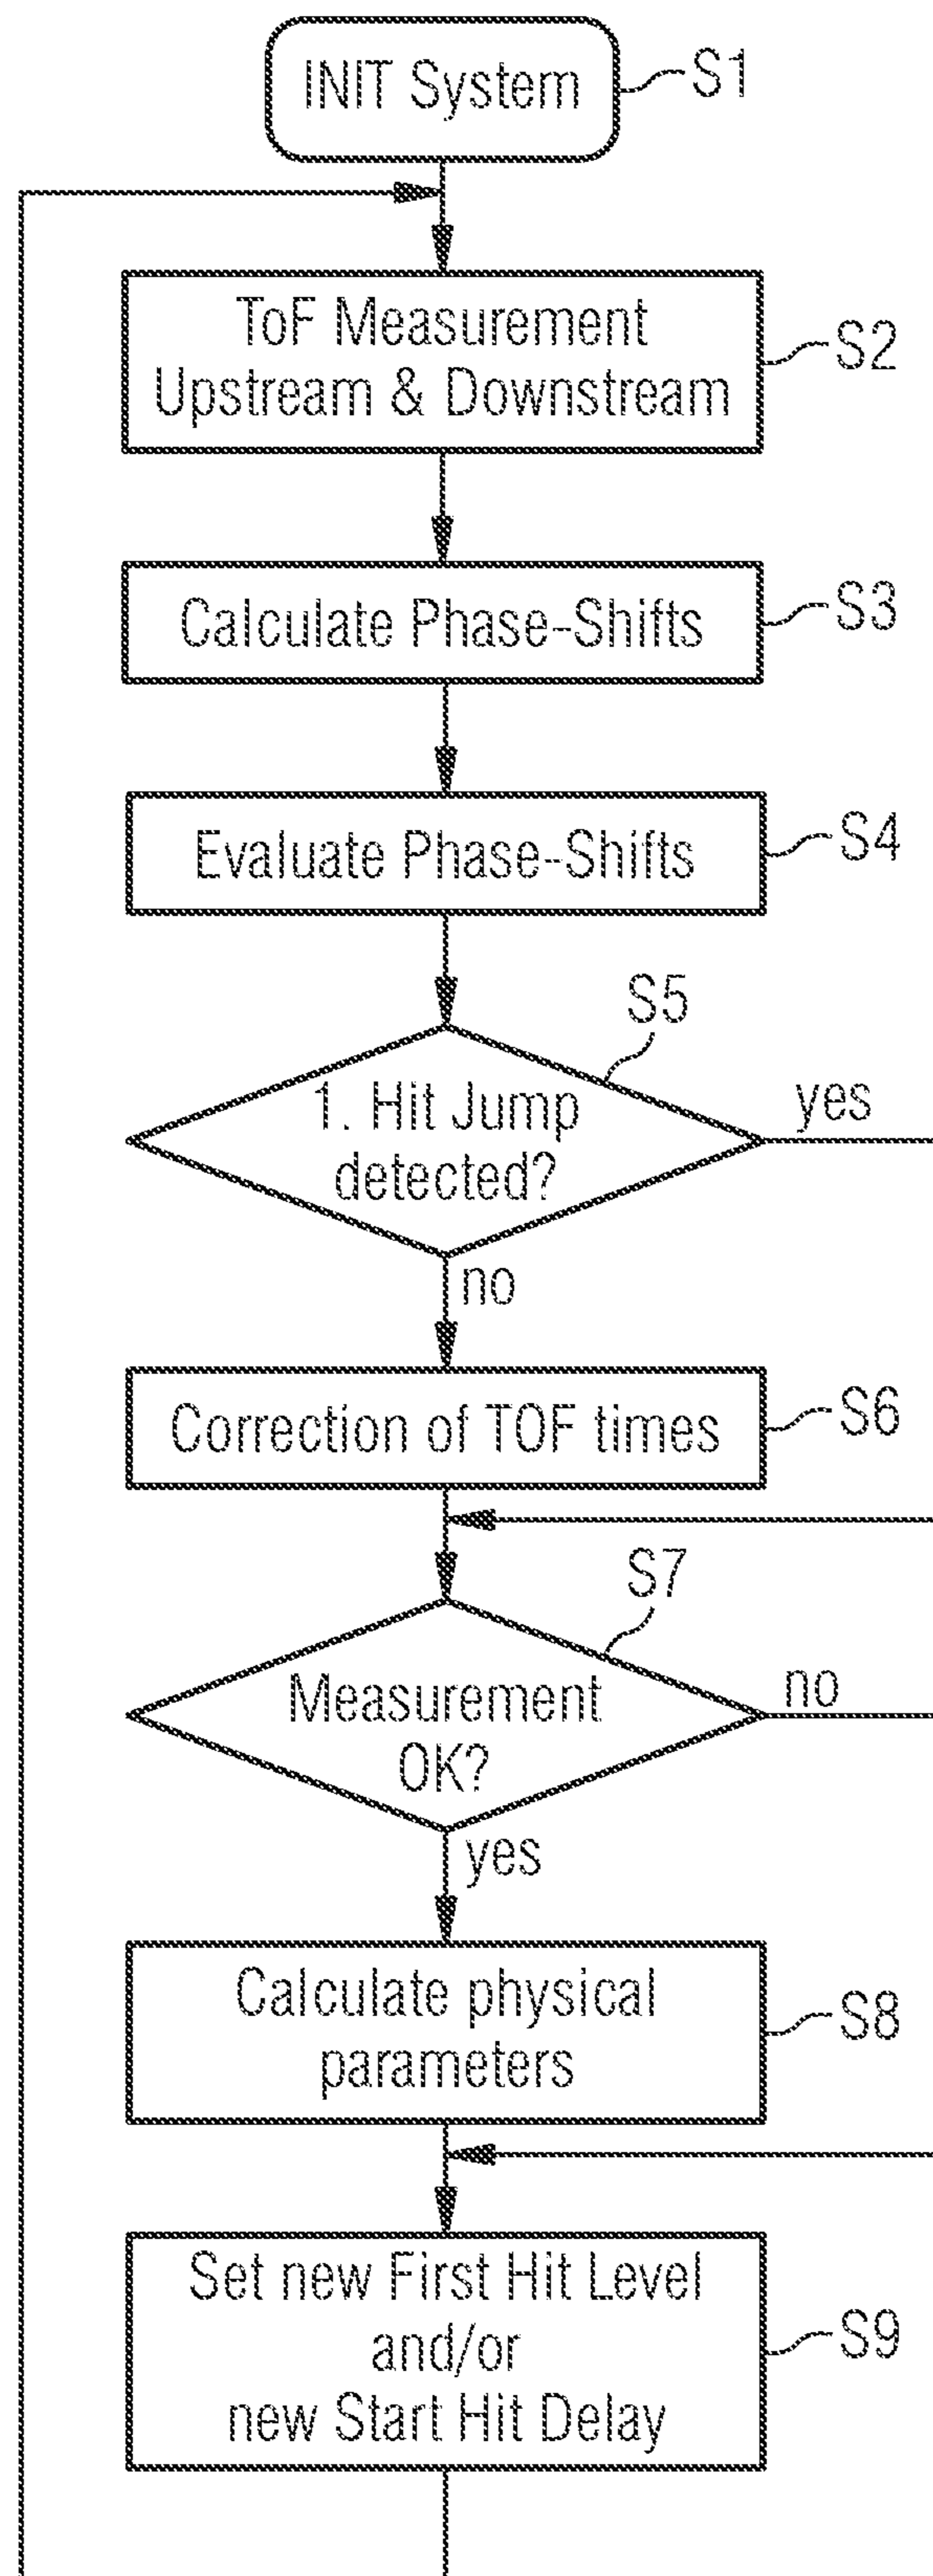 INIT System
S1
ToF Measurement
Upstream & Downstream
S2
Calculate Phase-Shifts
S3
Evaluate Phase-Shifts
S4
S5
1. Hit Jump
detected?
yes
no
Correction of TOF times
S6
S7
Measurement
OK?
no
yes
Calculate physical
parameters
S8
Set new First Hit Level
and/or
new Start Hit Delay
S9